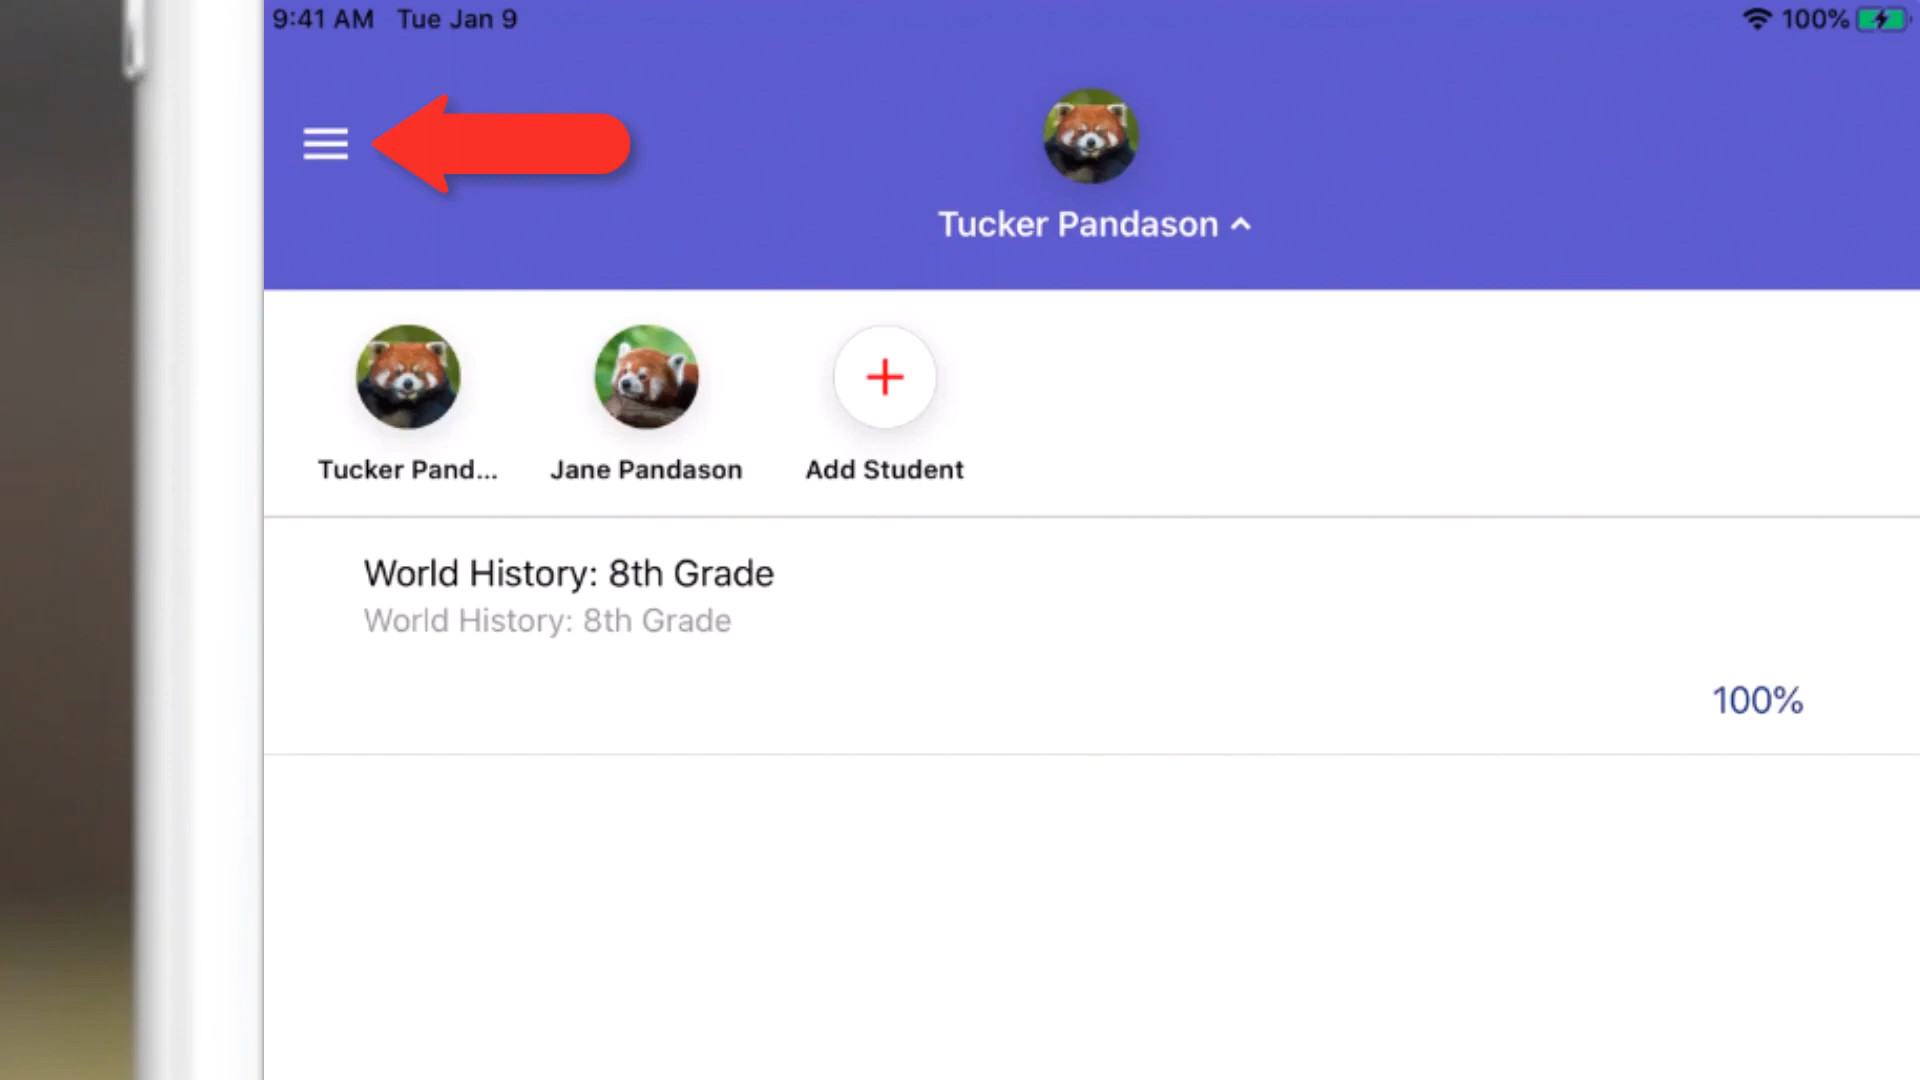 9:41 AM Tue Jan 9
100%
Tucker Pandason
Tucker Pand...
Jane Pandason
Add Student
World History: 8th Grade
World History: 8th Grade
100%